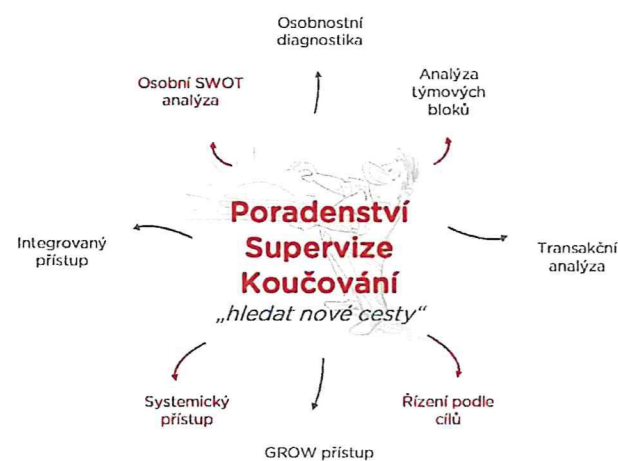 Osobnostní
diagnostika
Osobní SWOT
analýza
Analýza
týmových
bloků
Poradenství
Supervize
Koučování
„hledat nové cesty“
Integrovaný
přístup
Transakční
analýza
Systemický
přístup
Řízení podle
cílů
GROW přístup